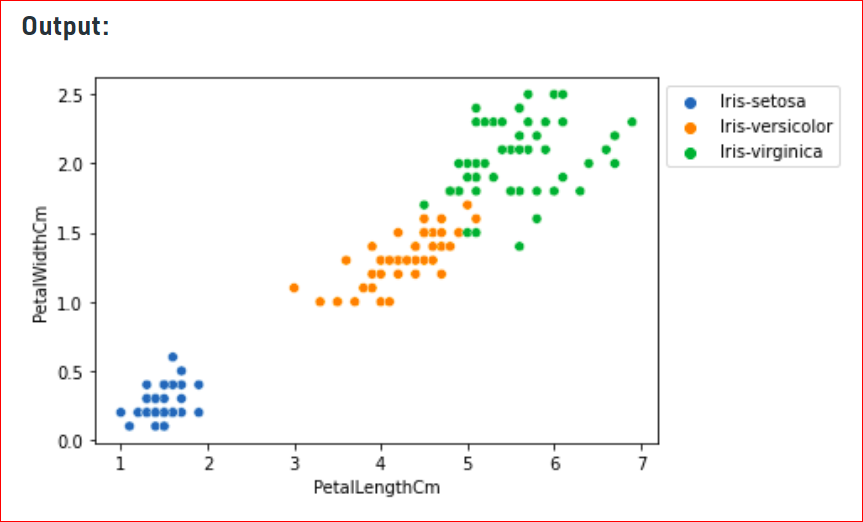 Output:
2.5
2.0
1.5
1.0
0.5
0.0
PetalWidthCm
1 2 3 4 5 6 7
PetalLengthCm
Iris-setosa
Iris-versicolor
Iris-virginica